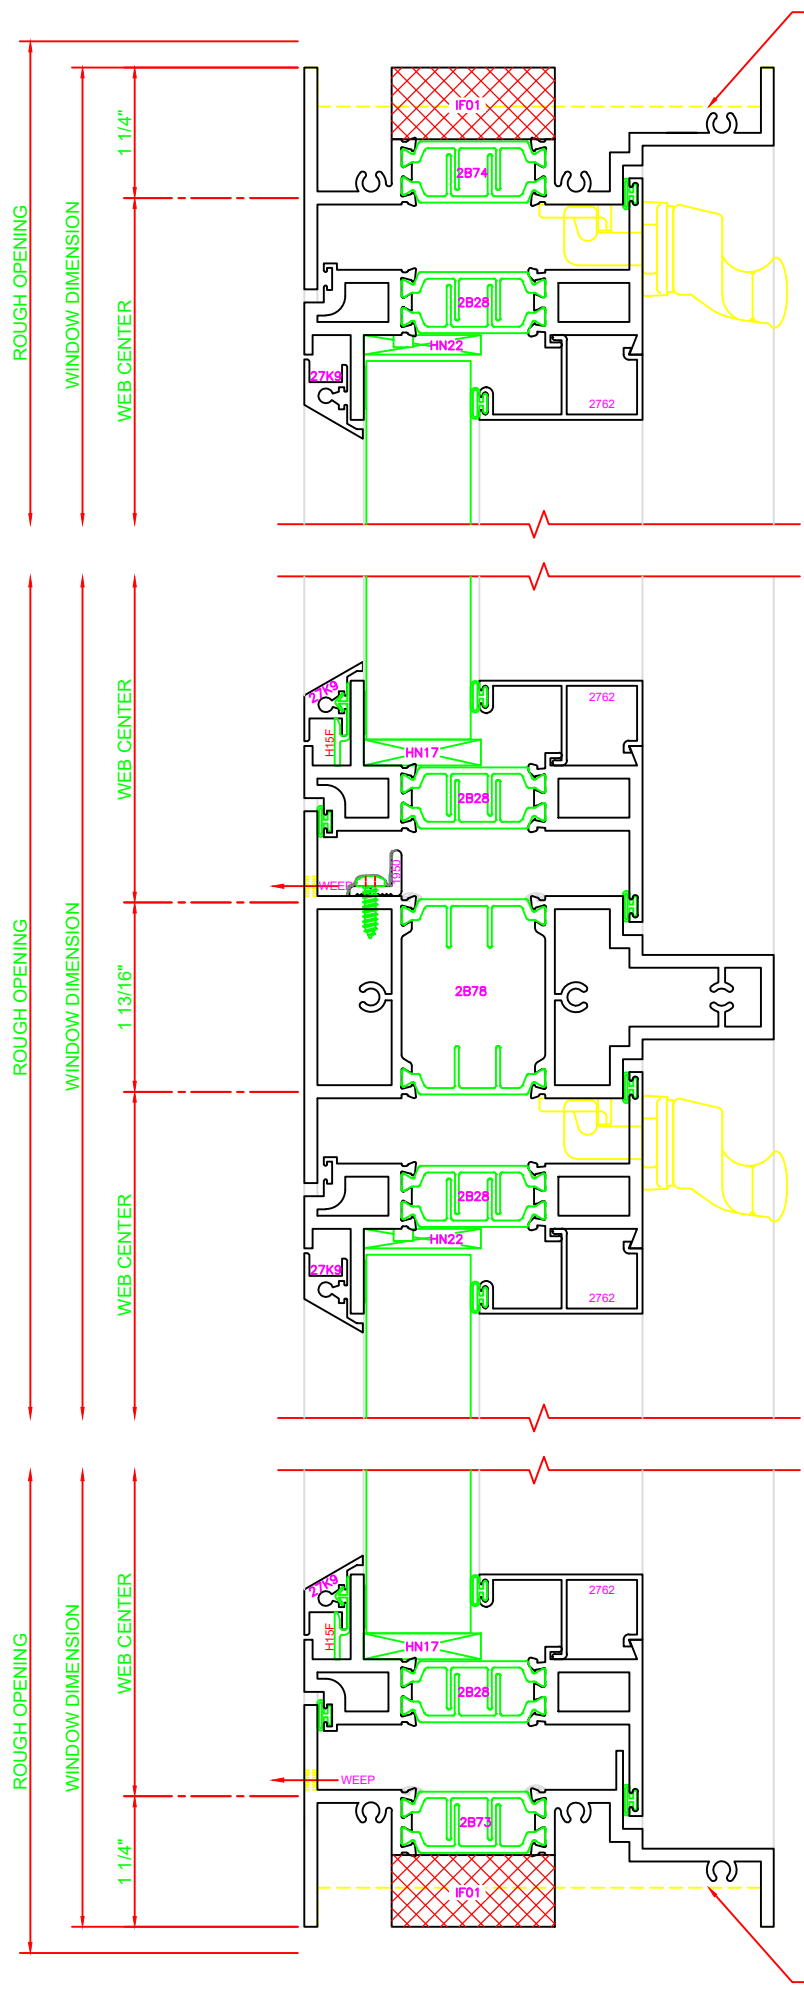 IF01
1 1/4"
2B74
ROUGH OPENING
WINDOW DIMENSION
WEB CENTER
2B28
HN22
27K9
2762
WEB CENTER
27K9
2762
H15F
HN17
2B28
1950
WEEP
ROUGH OPENING
WINDOW DIMENSION
1 13/16"
2B78
WEB CENTER
2B28
HN22
27K9
2762
WEB CENTER
27K9
2762
H15F
HN17
2B28
ROUGH OPENING
WINDOW DIMENSION
WEEP
1 1/4"
2B73
IF01